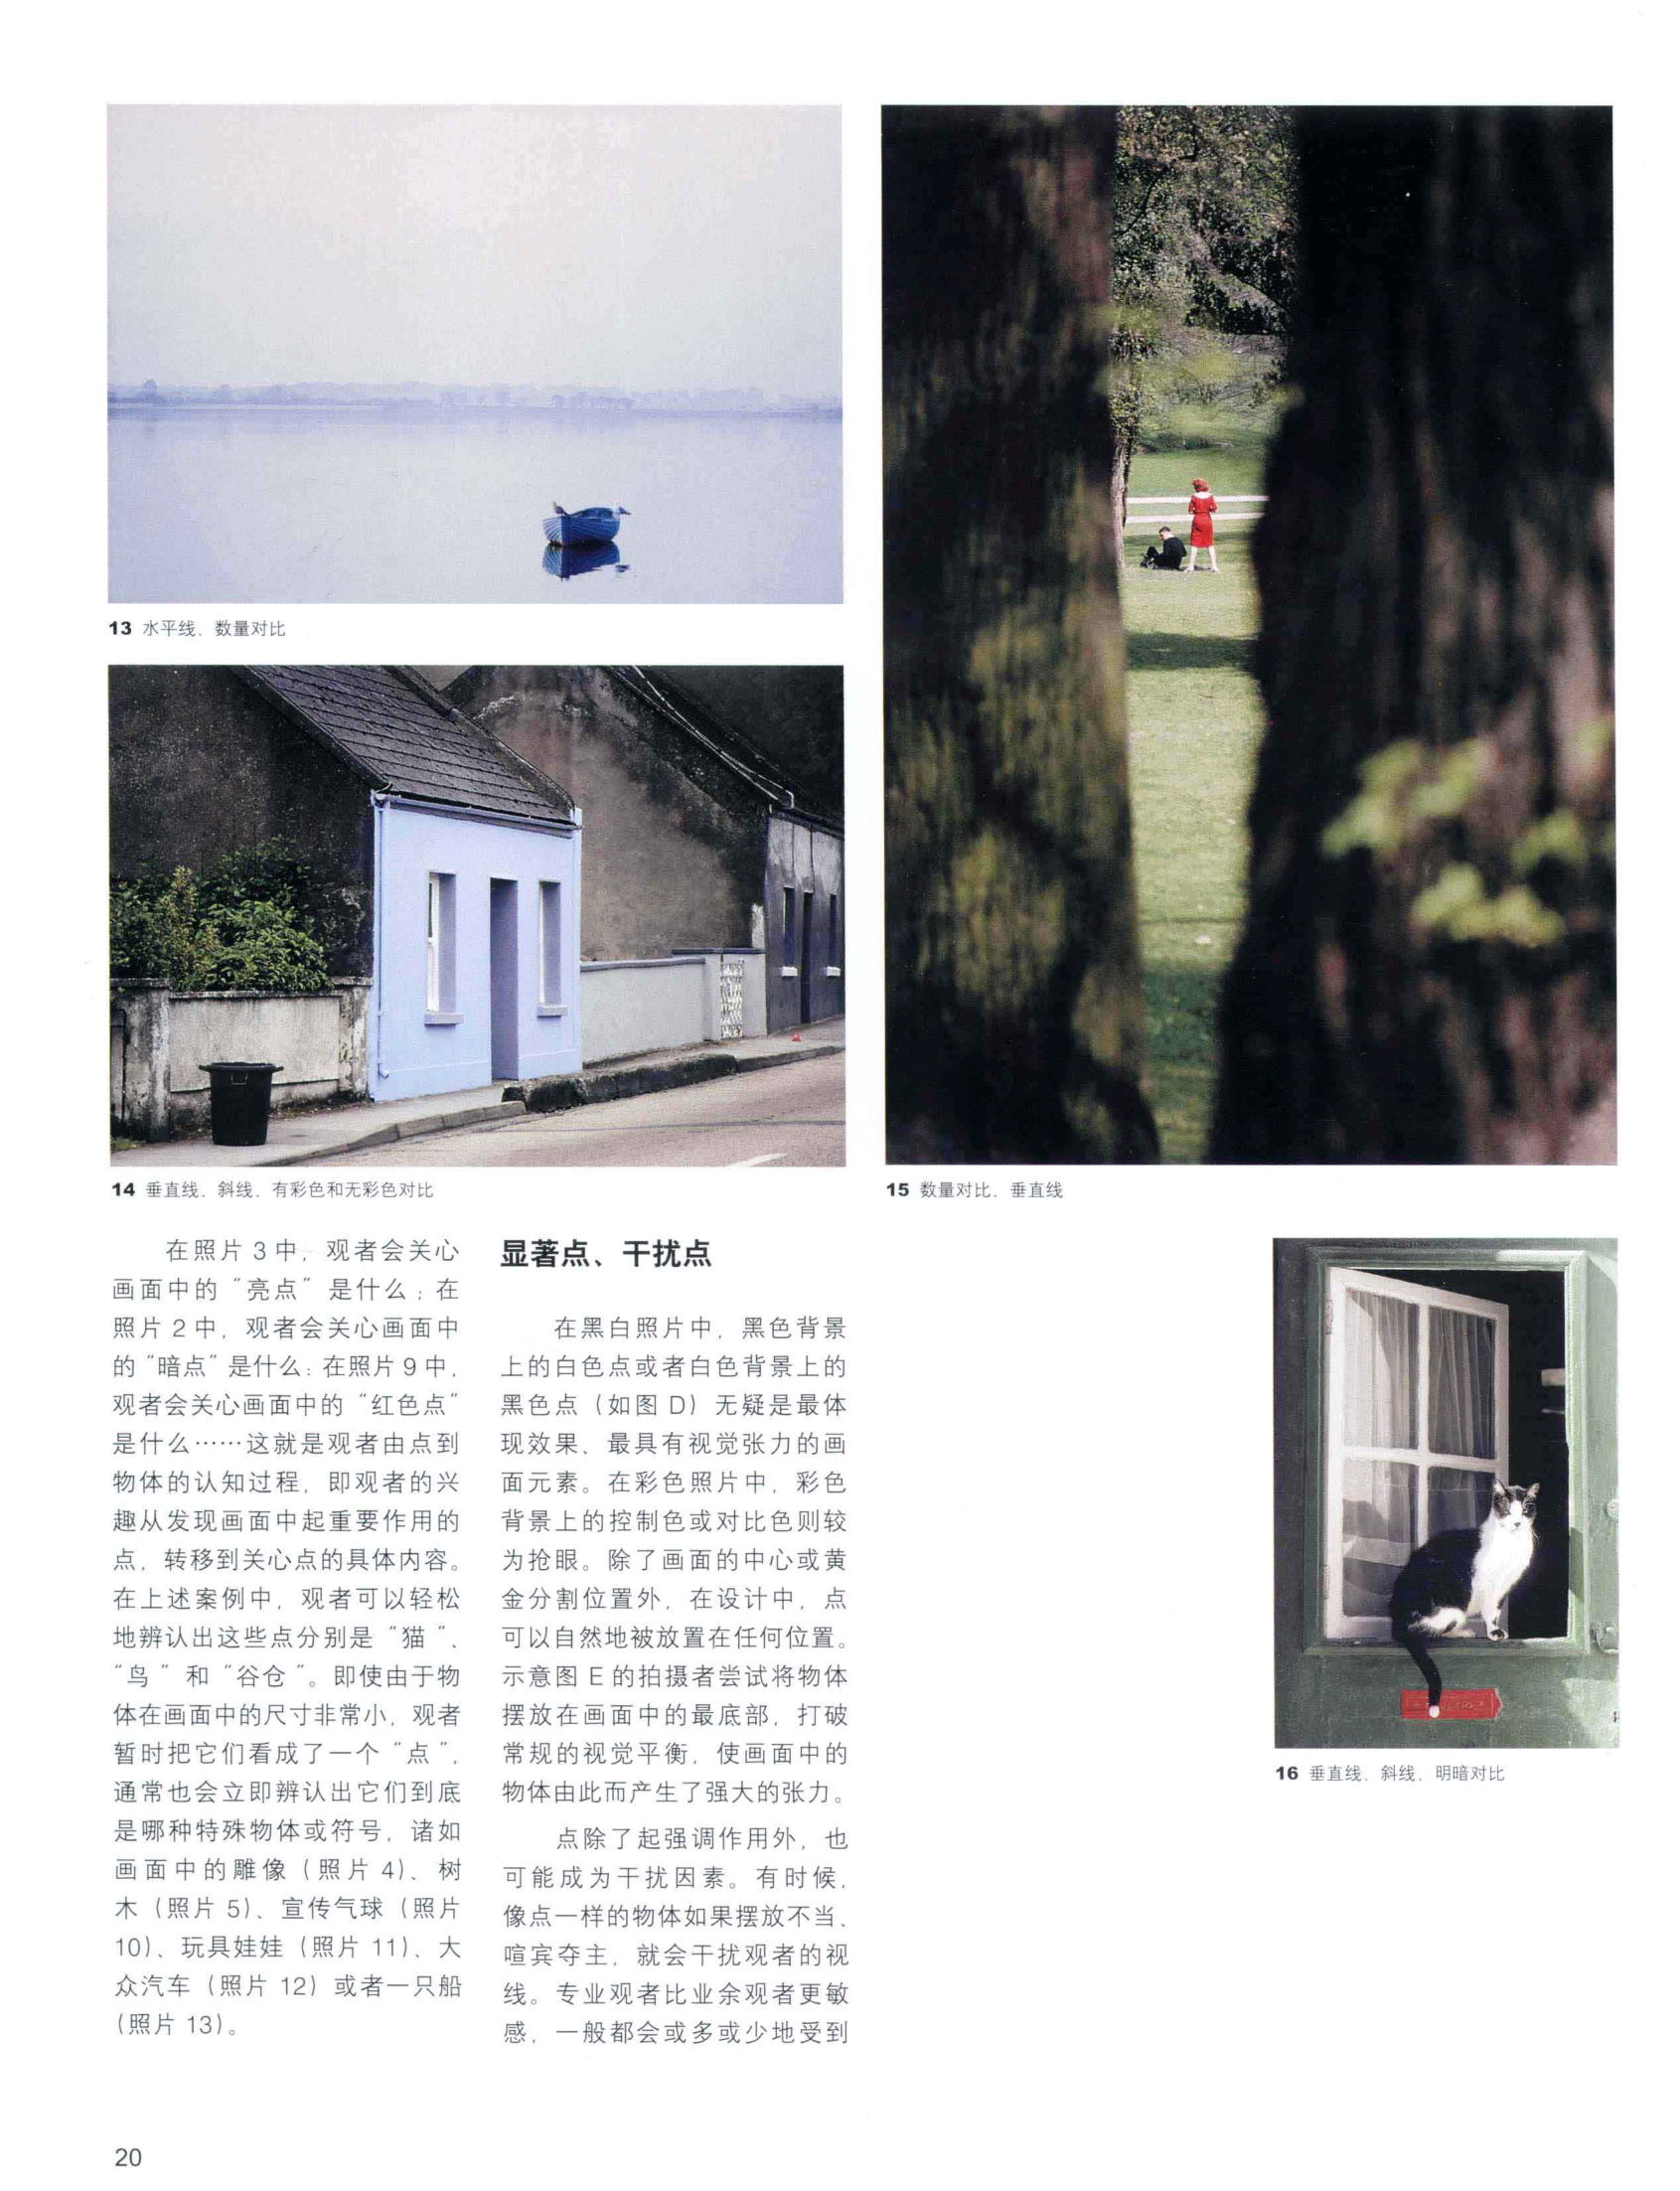 13 水平线、数量对比
14 垂直线、斜线、有彩色和无彩色对比
15 数量对比、垂直线
在照片 3 中，观者会关心
画面中的“亮点”是什么；在
照片 2 中，观者会关心画面中
的“暗点”是什么；在照片 9 中，
观者会关心画面中的“红色点”
是什么……这就是观者由点到
物体的认知过程，即观者的兴
趣从发现画面中起重要作用的
点，转移到关心点的具体内容。
在上述案例中，观者可以轻松
地辨认出这些点分别是“猫”、
“鸟”和“谷仓”。即使由于物
体在画面中的尺寸非常小，观者
暂时把它们看成了一个“点”，
通常也会立即辨认出它们到底
是哪种特殊物体或符号，诸如
画面中的雕像（照片 4）、树
木（照片 5）、宣传气球（照片
10）、玩具娃娃（照片 11）、大
众汽车（照片 12）或者一只船
（照片 13）。
显著点、干扰点
在黑白照片中，黑色背景
上的白色点或者白色背景上的
黑色点（如图 D）无疑是最体
现效果、最具有视觉张力的画
面元素。在彩色照片中，彩色
背景上的控制色或对比色则较
为抢眼。除了画面的中心或黄
金分割位置外，在设计中，点
可以自然地被放置在任何位置。
示意图 E 的拍摄者尝试将物体
摆放在画面中的最底部，打破
常规的视觉平衡，使画面中的
物体由此而产生了强大的张力。
点除了起强调作用外，也
可能成为干扰因素。有时候，
像点一样的物体如果摆放不当、
喧宾夺主，就会干扰观者的视
线。专业观者比业余观者更敏
感，一般都会或多或少地受到
16 垂直线、斜线、明暗对比
20